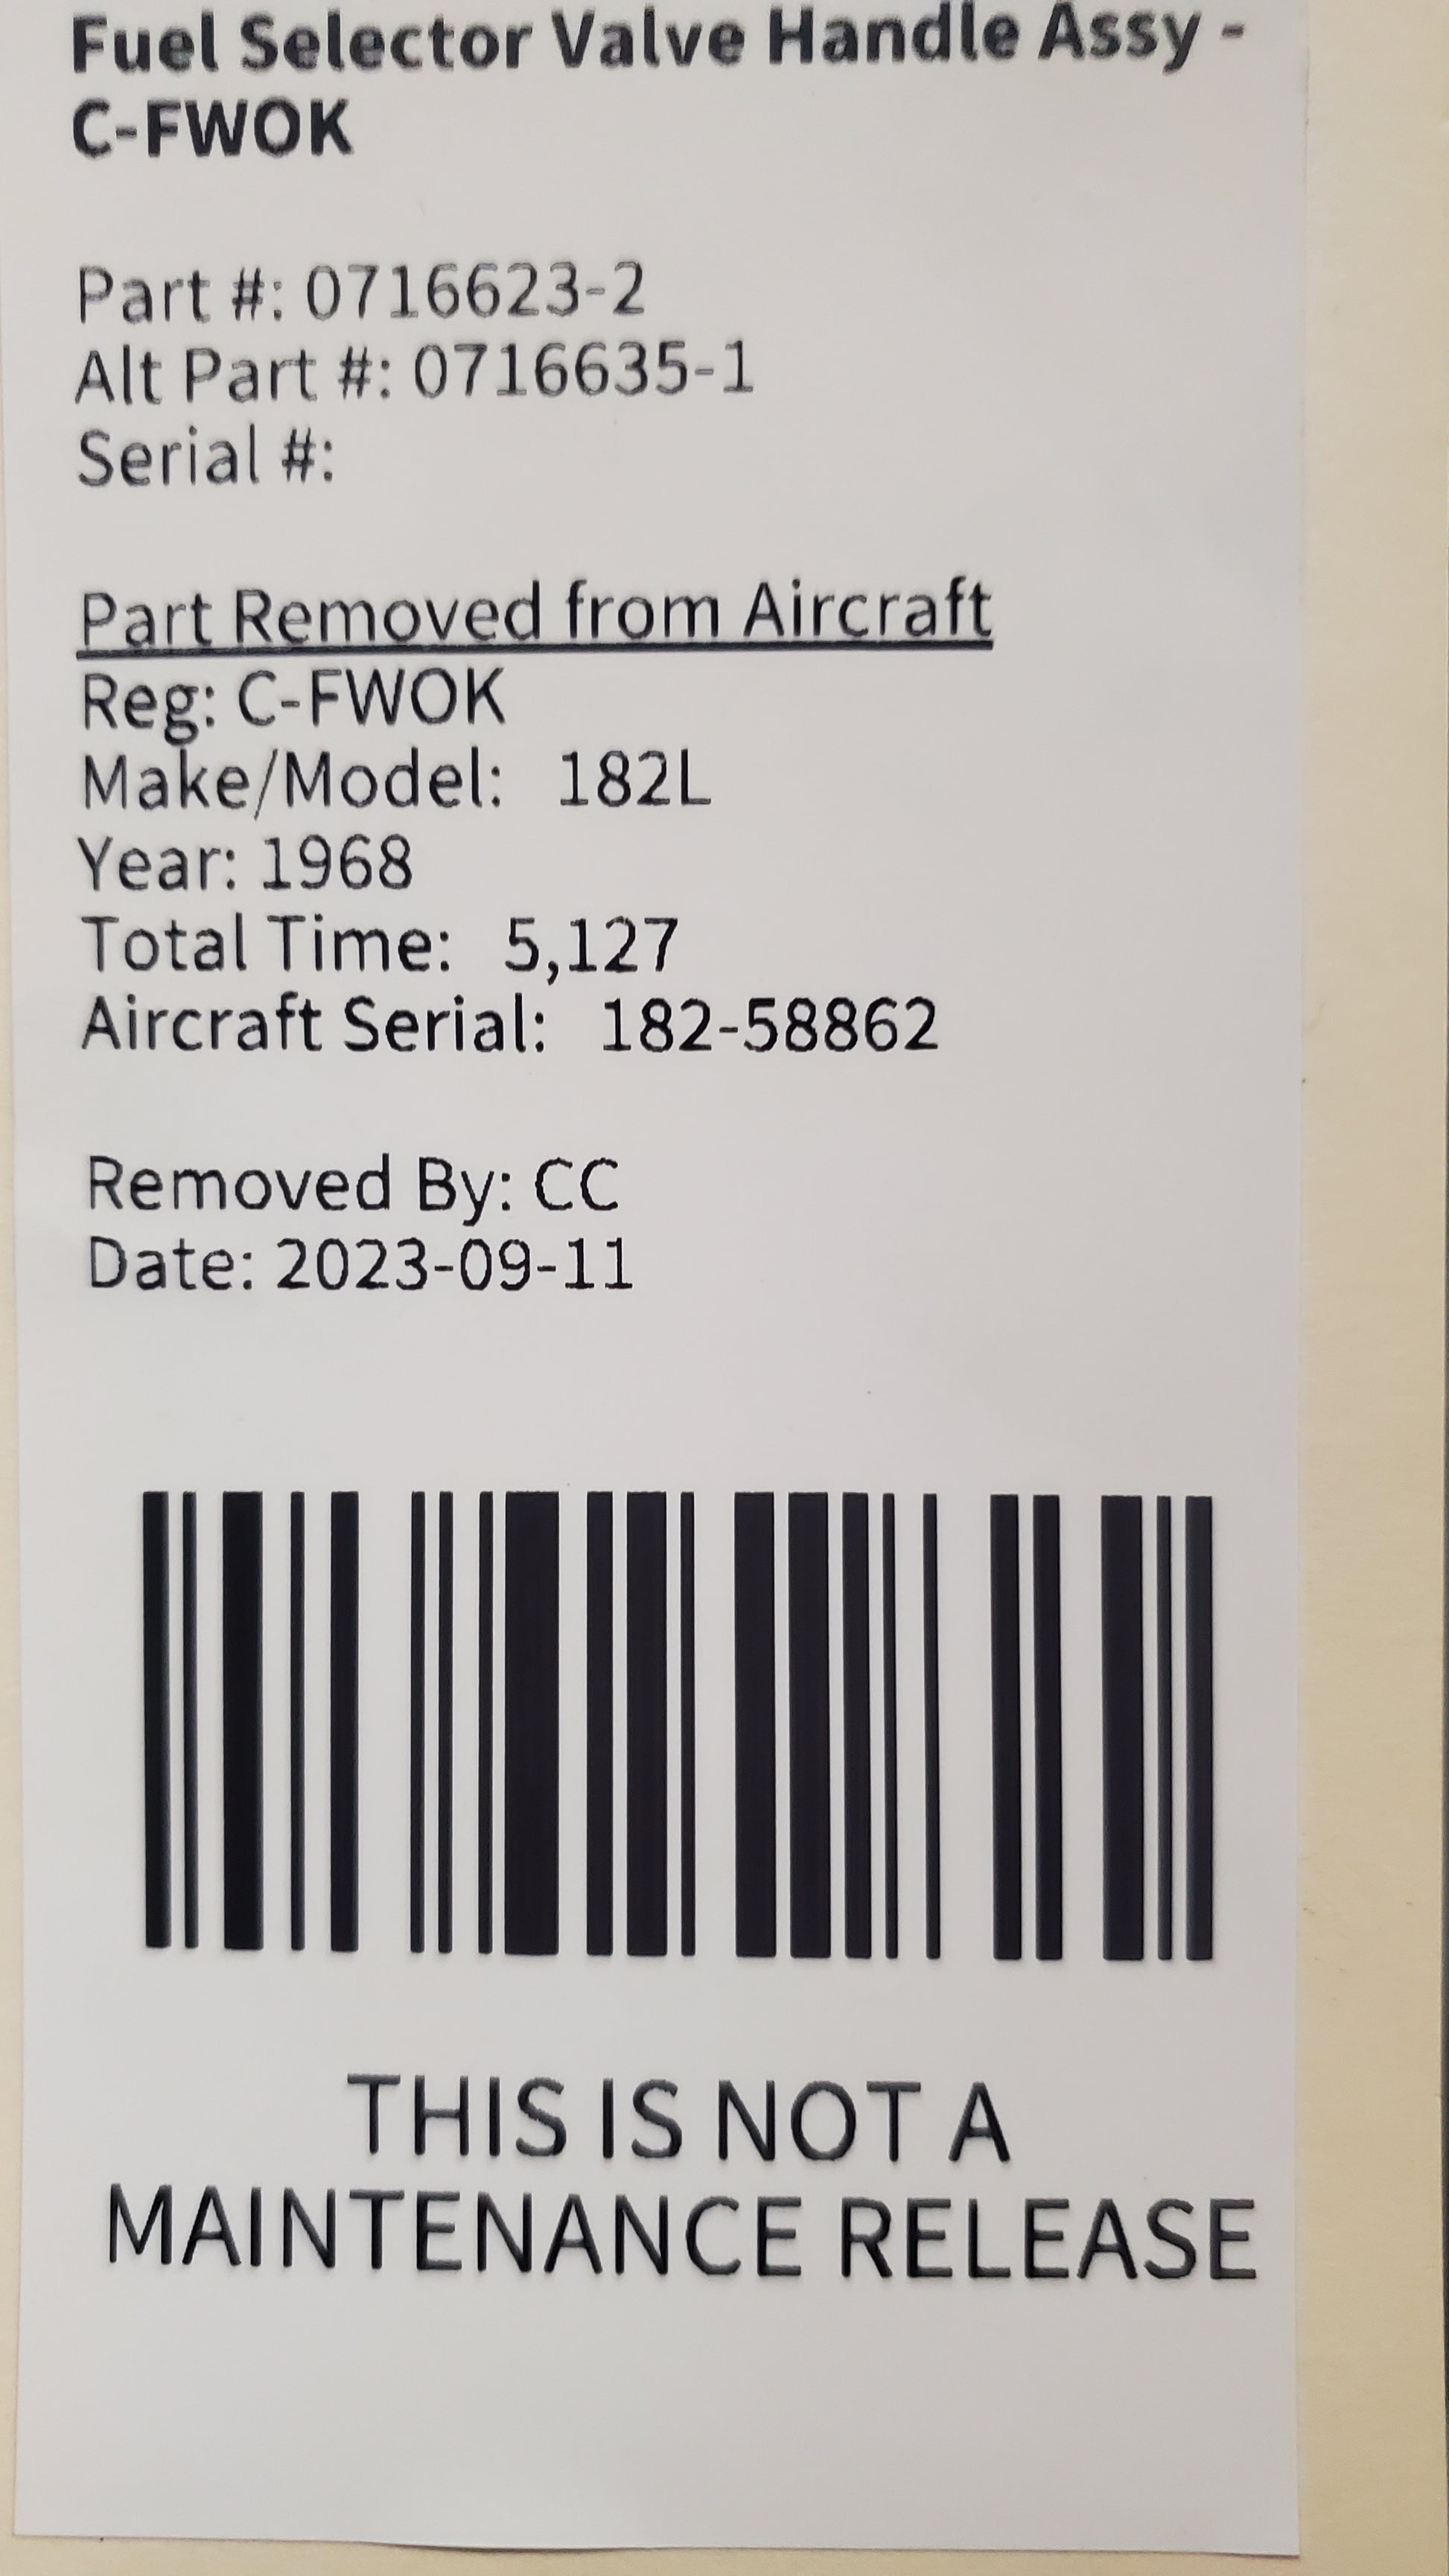 Fuel Selector Valve Handle Assy -
C-FWOK
Part #: 0716623-2
Alt Part #: 0716635-1
Serial #:
Part Removed from Aircraft
Reg: C-FWOK
Make/Model: 182L
Year: 1968
Total Time: 5,127
Aircraft Serial: 182-58862
Removed By: CC
Date: 2023-09-11
THIS IS NOT A
MAINTENANCE RELEASE